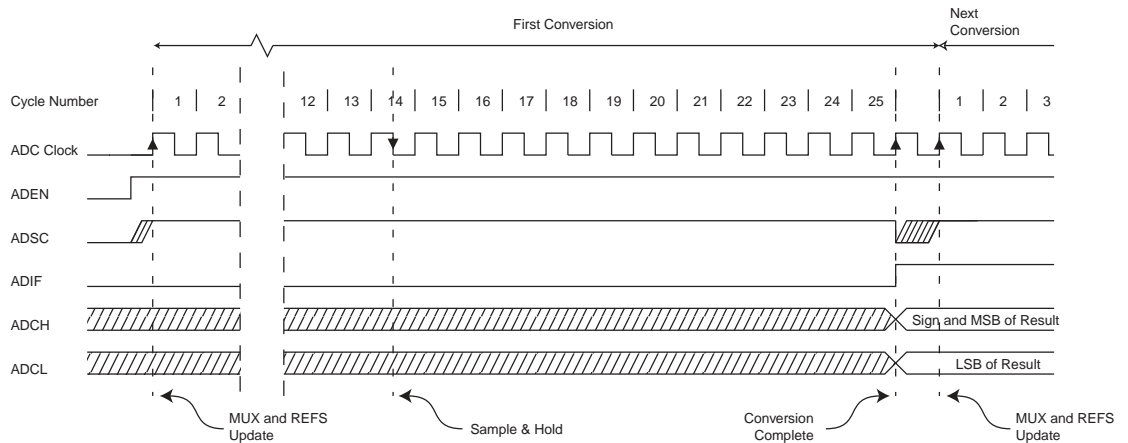 First Conversion
Next
Conversion
Cycle Number 1 2 12 13 14 15 16 17 18 19 20 21 22 23 24 25 1 2 3
ADC Clock
ADEN
ADSC
ADIF
ADCH Sign and MSB of Result
ADCL LSB of Result
MUX and REFS
Update
Sample & Hold
Conversion
Complete
MUX and REFS
Update